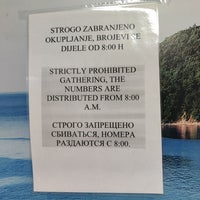 STROGO ZABRANJENO
OKUPLJANJE, BROJEVI SE
DIJELE OD 8:00 H
STRICTLY PROHIBITED
GATHERING, THE
NUMBERS ARE
DISTRIBUTED FROM 8:00
A.M.
СТРОГО ЗАПРЕЩЕНО
СБИВАТЬСЯ, НОМЕРА
РАЗДАЮТСЯ С 8:00.